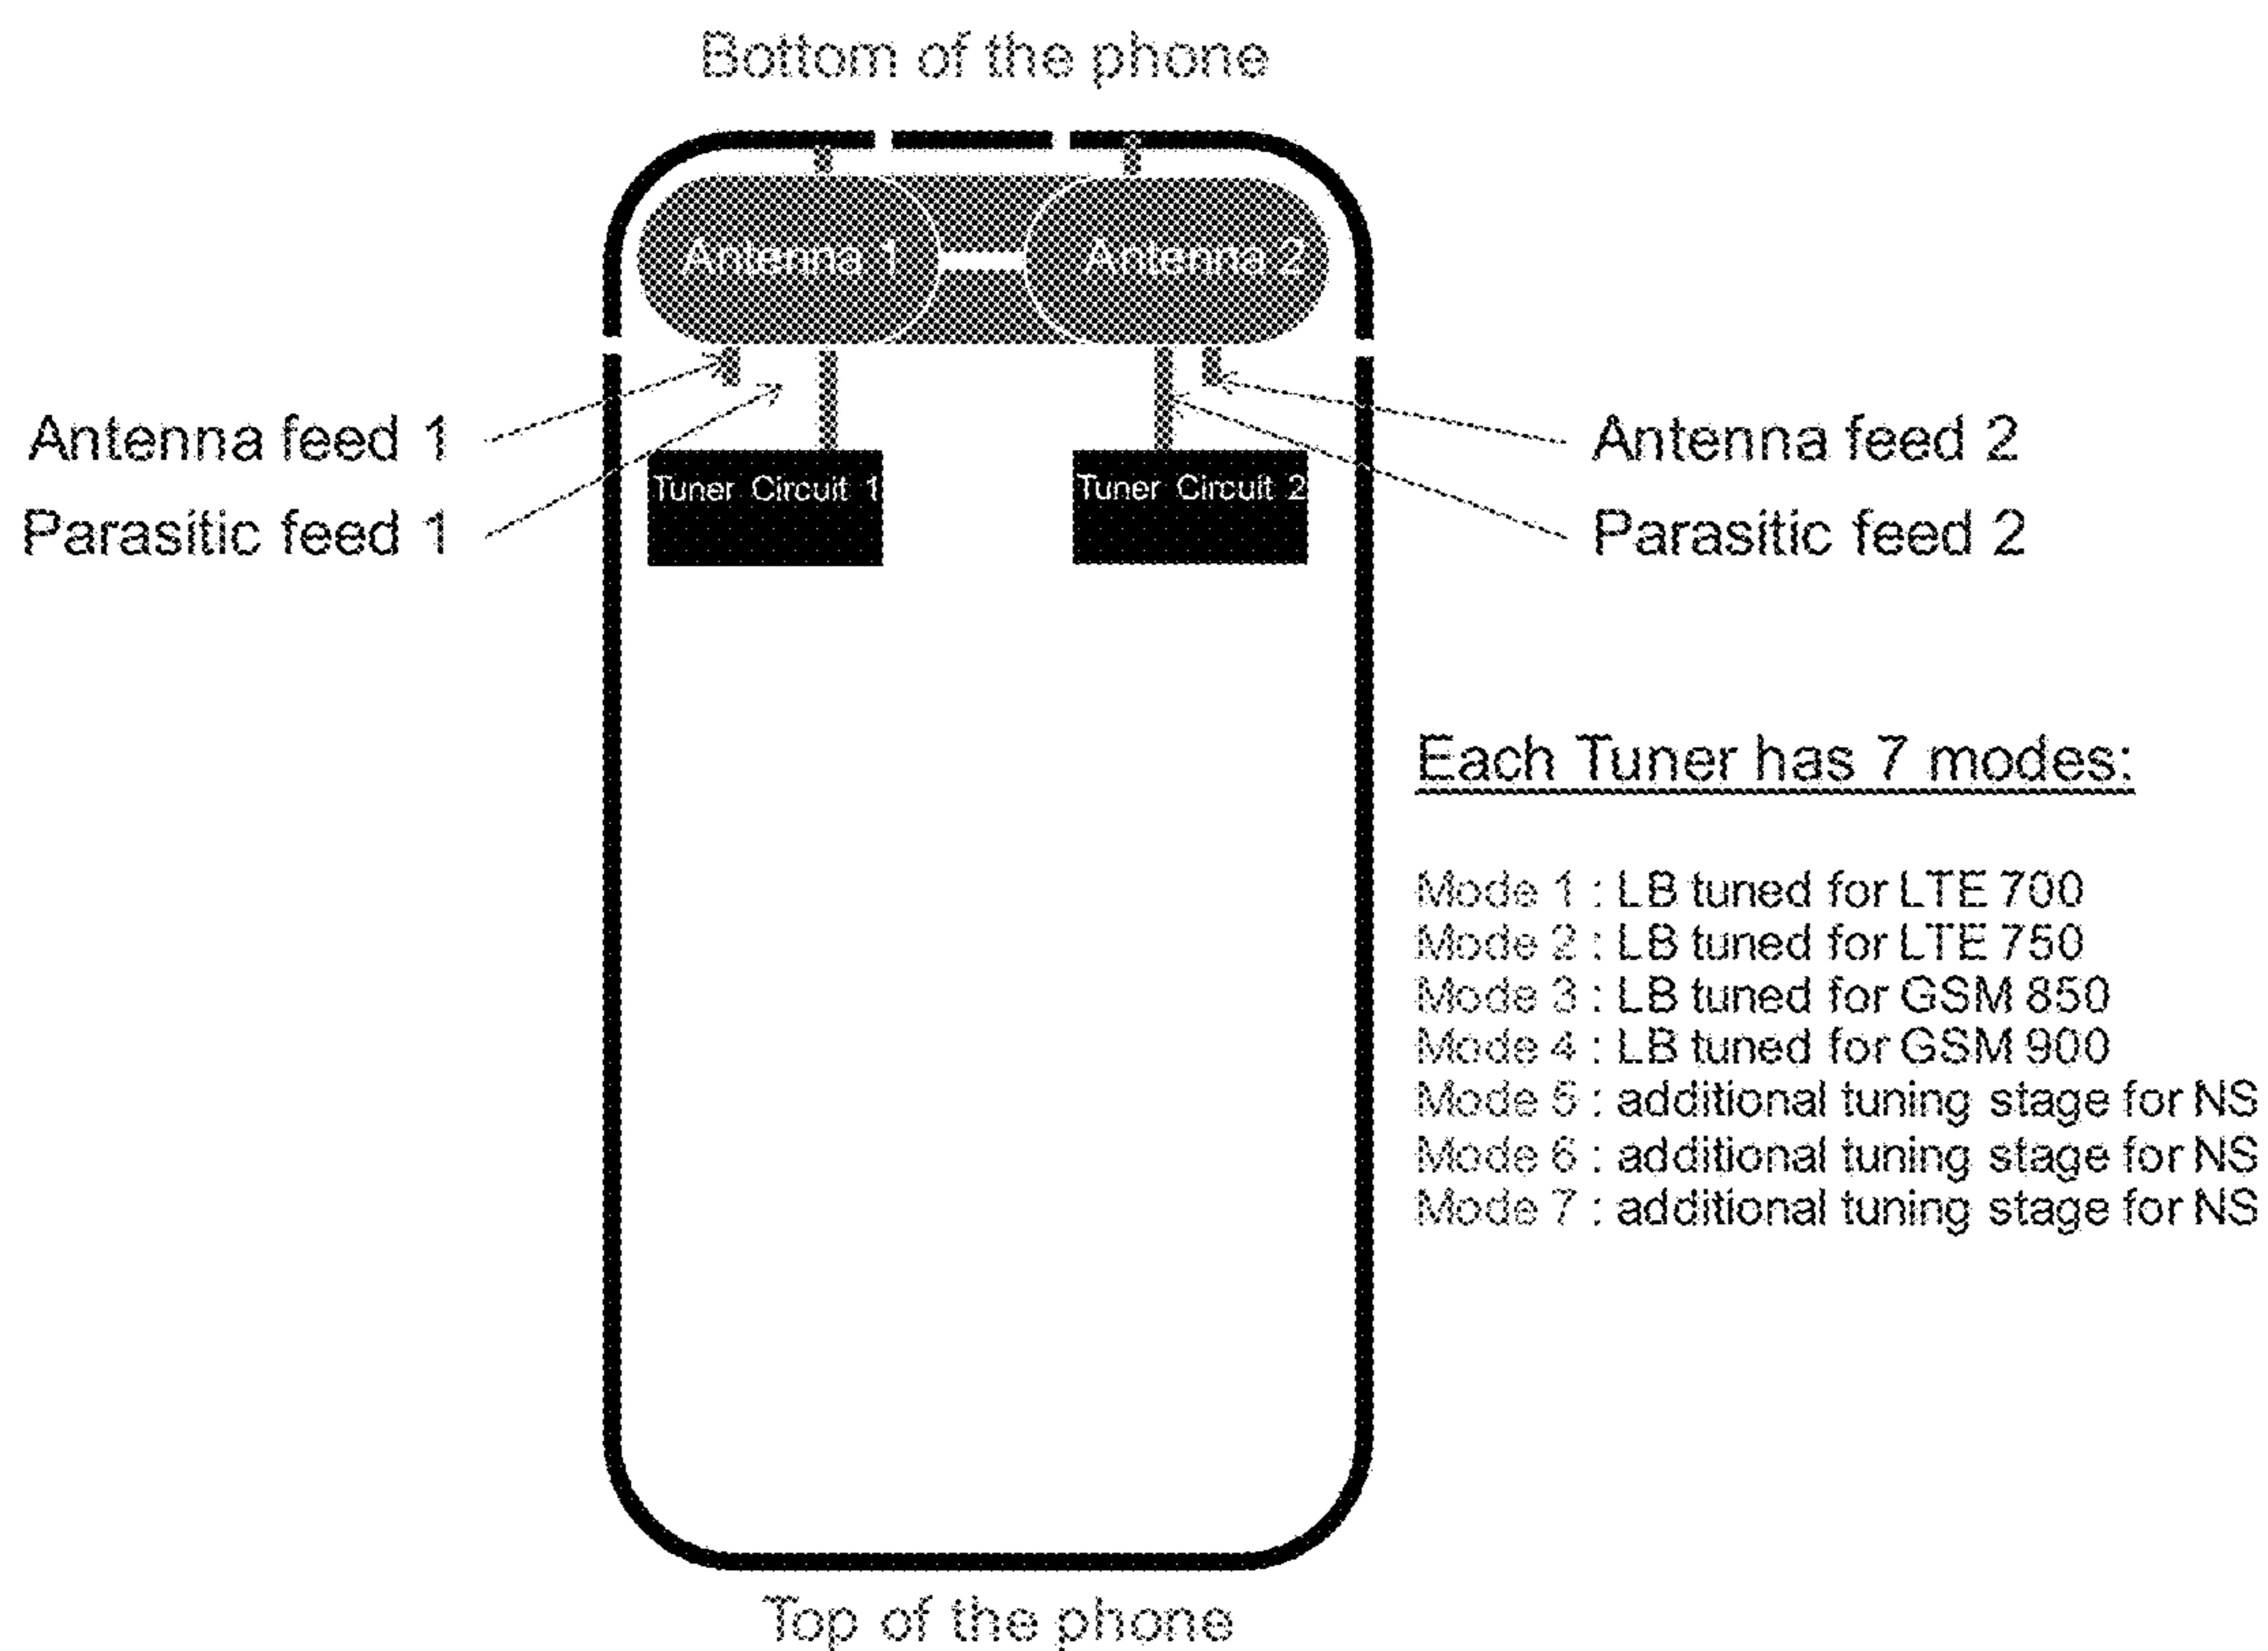 Bottom of the phone
Antenna 1
Antenna 2
Antenna feed 1
Antenna feed 2
Tuner Circuit 1
Tuner Circuit 2
Parasitic feed 1
Parasitic feed 2
Each Tuner has 7 modes:
Mode 1 : LB tuned for LTE 700
Mode 2 : LB tuned for LTE 750
Mode 3 : LB tuned for GSM 850
Mode 4 : LB tuned for GSM 900
Mode 5 : additional tuning stage for NS
Mode 6 : additional tuning stage for NS
Mode 7 : additional tuning stage for NS
Top of the phone